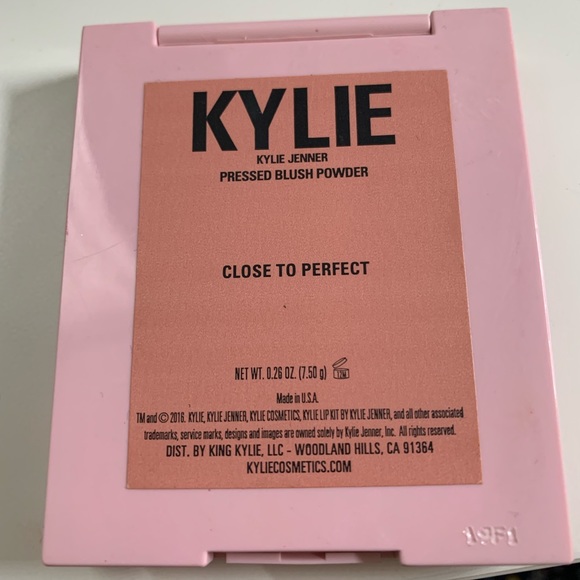 KYLIE
KYLIE JENNER
PRESSED BLUSH POWDER
CLOSE TO PERFECT
NET WT. 0.26 OZ. (7.50 g) 12M
Made in U.S.A.
TM and © 2016. KYLIE, KYLIE JENNER, KYLIE COSMETICS, KYLIE LIP KIT BY KYLIE JENNER, and all other associated
trademarks, service marks, designs and images are owned solely by Kylie Jenner, Inc. All rights reserved.
DIST. BY KING KYLIE, LLC - WOODLAND HILLS, CA 91364
KYLIECOSMETICS.COM
19F1